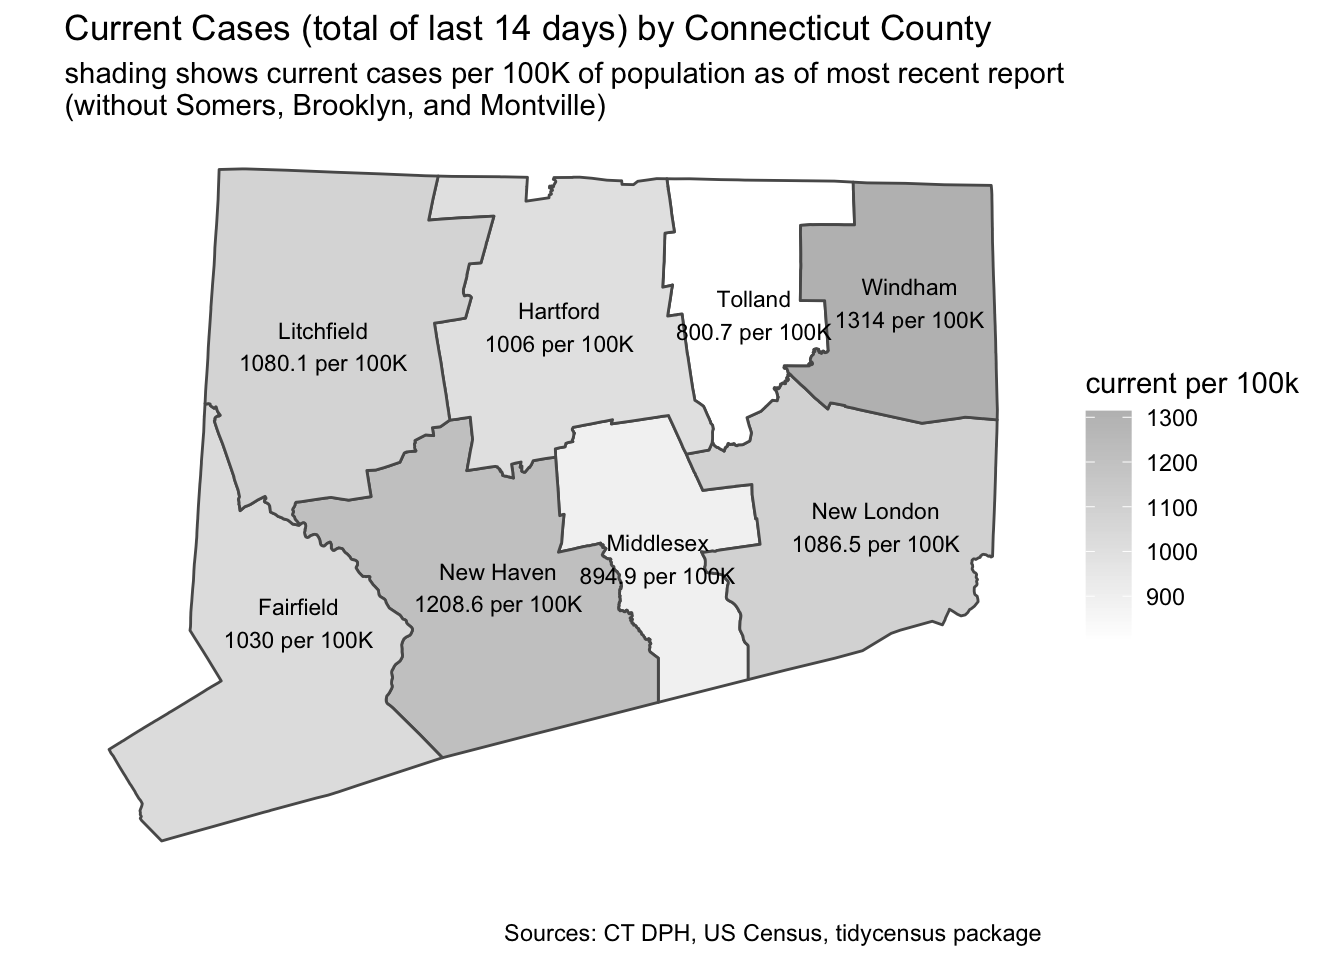 Current Cases (total of last 14 days) by Connecticut County
shading shows current cases per 100K of population as of most recent report
(without Somers, Brooklyn, and Montville)
Litchfield
1080.1 per 100K
Hartford
1006 per 100K
Tolland
800.7 per 100K
Windham
1314 per 100K
Fairfield
1030 per 100K
New Haven
1208.6 per 100K
Middlesex
894.9 per 100K
New London
1086.5 per 100K
current per 100k
1300
1200
1100
1000
900
Sources: CT DPH, US Census, tidycensus package